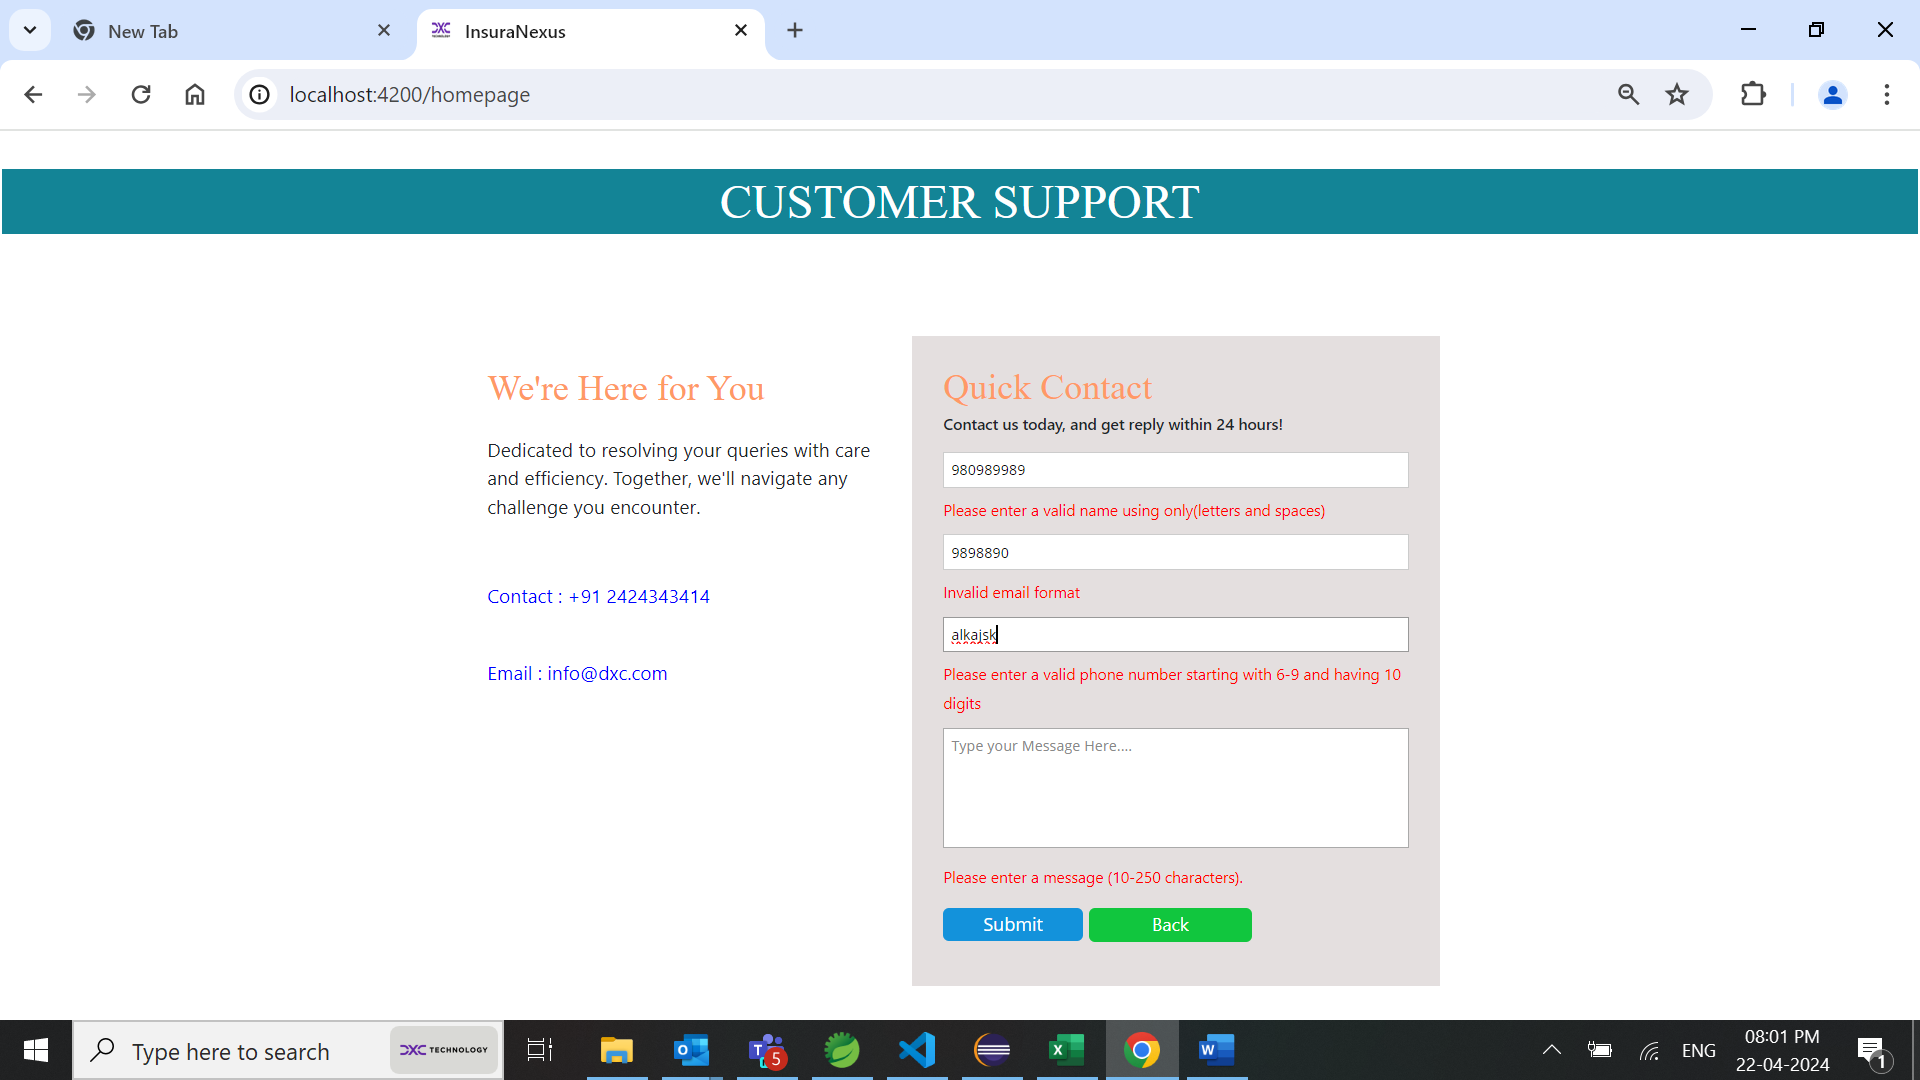 New Tab
InsuraNexus
localhost:4200/homepage
CUSTOMER SUPPORT
We're Here for You
Dedicated to resolving your queries with care
and efficiency. Together, we'll navigate any
challenge you encounter.
Contact : +91 2424343414
Email : info@dxc.com
Quick Contact
Contact us today, and get reply within 24 hours!
980989989
Please enter a valid name using only(letters and spaces)
9898890
Invalid email format
alkajsk
Please enter a valid phone number starting with 6-9 and having 10
digits
Type your Message Here....
Please enter a message (10-250 characters).
Submit
Back
Type here to search
DXC TECHNOLOGY
5
ENG
08:01 PM
22-04-2024
1